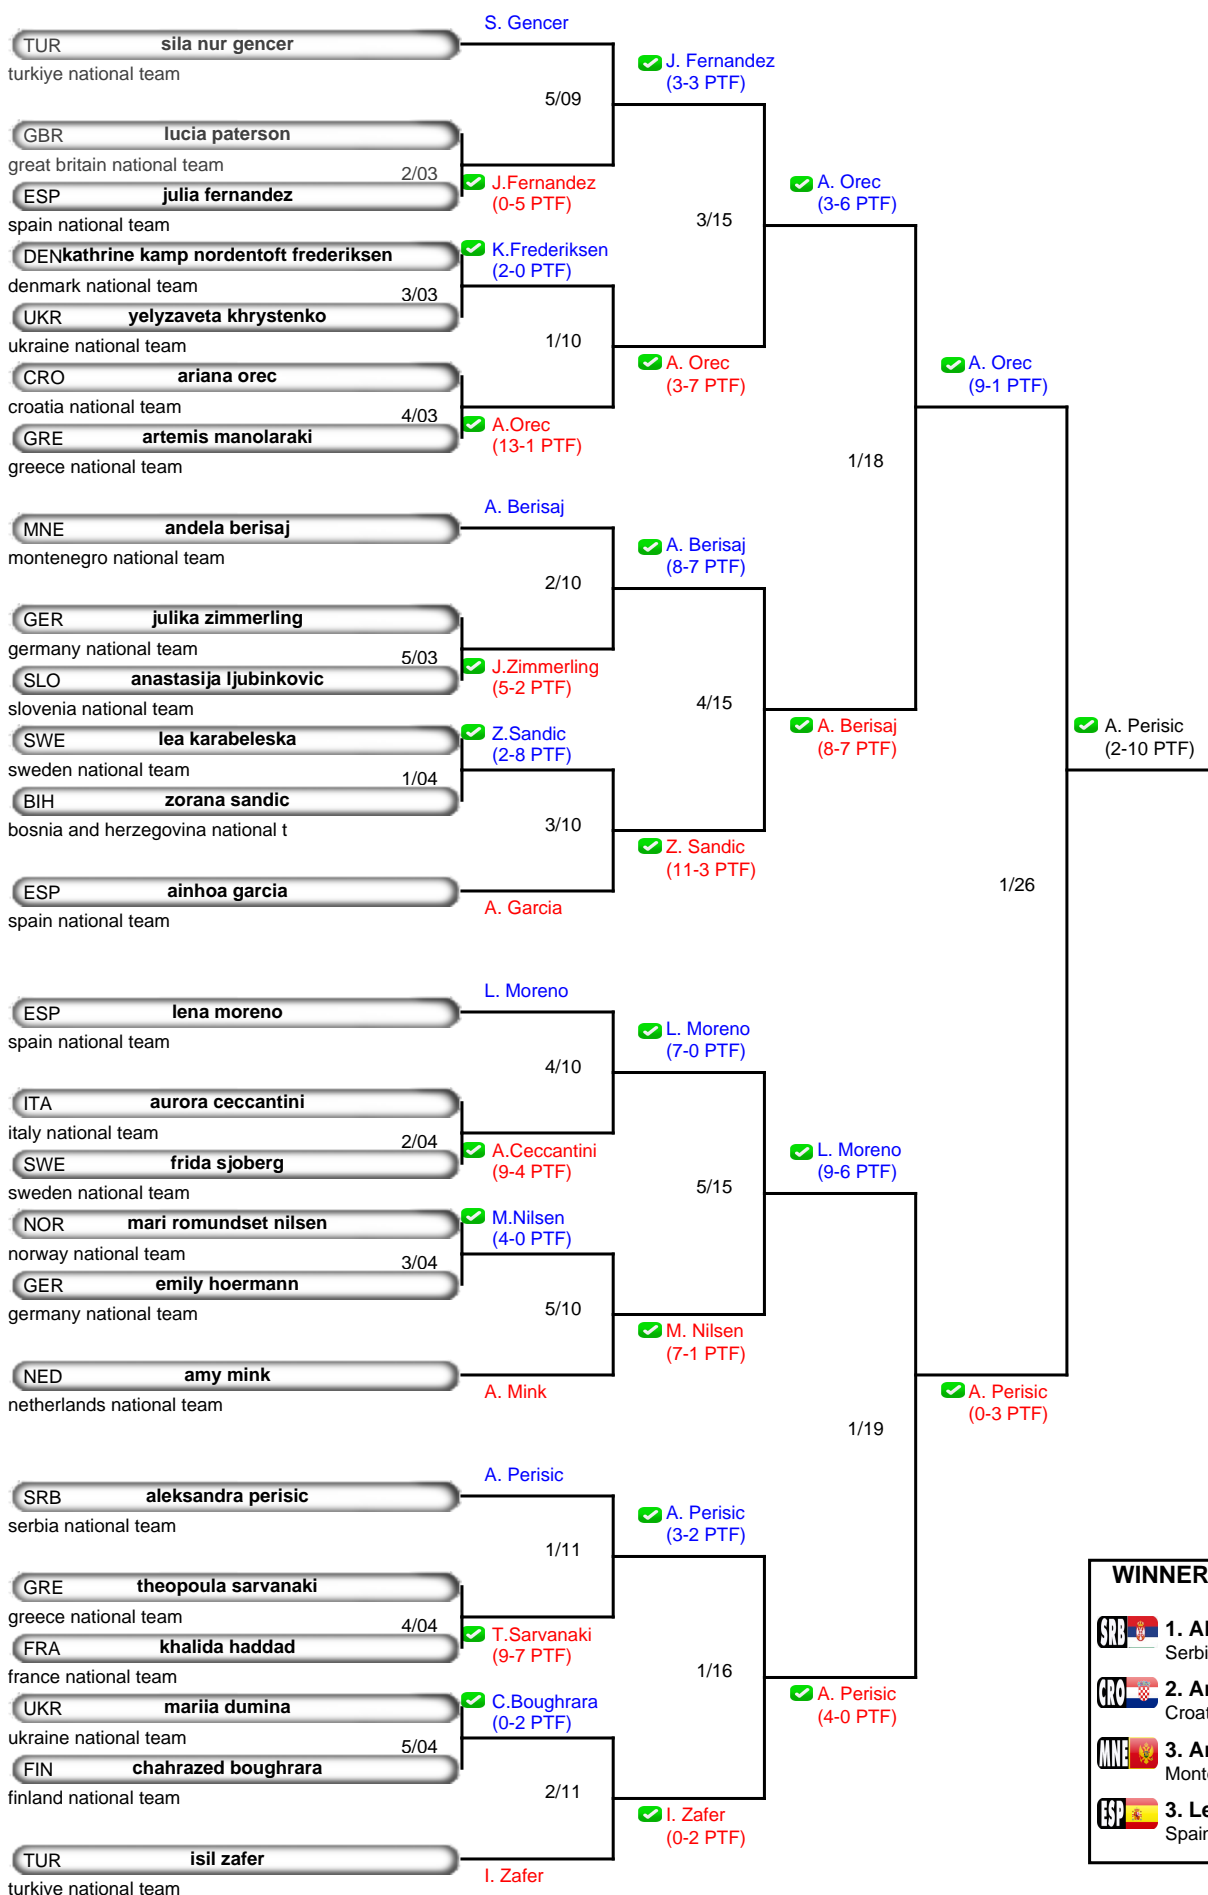 S. Gencer
TUR sila nur gencer
turkiye national team
J. Fernandez
(3-3 PTF)
5/09
GBR lucia paterson
great britain national team
2/03
ESP julia fernandez
J.Fernandez
(0-5 PTF)
spain national team
A. Orec
(3-6 PTF)
3/15
DEN kathrine kamp nordentoft frederiksen
K.Frederiksen
(2-0 PTF)
denmark national team
3/03
UKR yelyzaveta khrystenko
ukraine national team
1/10
CRO ariana orec
A. Orec
(3-7 PTF)
A. Orec
(9-1 PTF)
croatia national team
4/03
GRE artemis manolaraki
A.Orec
(13-1 PTF)
greece national team
1/18
A. Berisaj
MNE andela berisaj
montenegro national team
A. Berisaj
(8-7 PTF)
2/10
GER julika zimmerling
germany national team
5/03
SLO anastasija ljubinkovic
J.Zimmerling
(5-2 PTF)
slovenia national team
4/15
SWE lea karabeleska
Z.Sandic
(2-8 PTF)
A. Berisaj
(8-7 PTF)
A. Perisic
(2-10 PTF)
sweden national team
1/04
BIH zorana sandic
bosnia and herzegovina national t
3/10
Z. Sandic
(11-3 PTF)
ESP ainhoa garcia
A. Garcia
spain national team
1/26
L. Moreno
ESP lena moreno
spain national team
L. Moreno
(7-0 PTF)
4/10
ITA aurora ceccantini
italy national team
2/04
SWE frida sjoberg
A.Ceccantini
(9-4 PTF)
sweden national team
L. Moreno
(9-6 PTF)
5/15
NOR mari romundset nilsen
M.Nilsen
(4-0 PTF)
norway national team
3/04
GER emily hoermann
germany national team
5/10
M. Nilsen
(7-1 PTF)
NED amy mink
A. Mink
netherlands national team
A. Perisic
(0-3 PTF)
1/19
A. Perisic
SRB aleksandra perisic
serbia national team
A. Perisic
(3-2 PTF)
1/11
GRE theopoula sarvanaki
greece national team
4/04
FRA khalida haddad
T.Sarvanaki
(9-7 PTF)
france national team
1/16
UKR mariia dumina
C.Boughrara
(0-2 PTF)
A. Perisic
(4-0 PTF)
ukraine national team
5/04
FIN chahrazed boughrara
finland national team
2/11
I. Zafer
(0-2 PTF)
TUR isil zafer
I. Zafer
turkiye national team
WINNER
SRB 1. Al
Serbi
CRO 2. Ar
Croat
MNE 3. Ar
Monte
ESP 3. Le
Spain